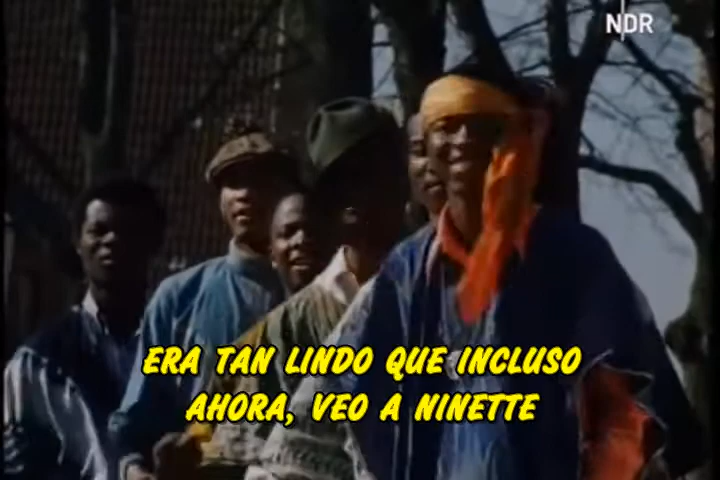 NDR
ERA TAN LINDO QUE INCLUSO
AHORA, VEO A NINETTE